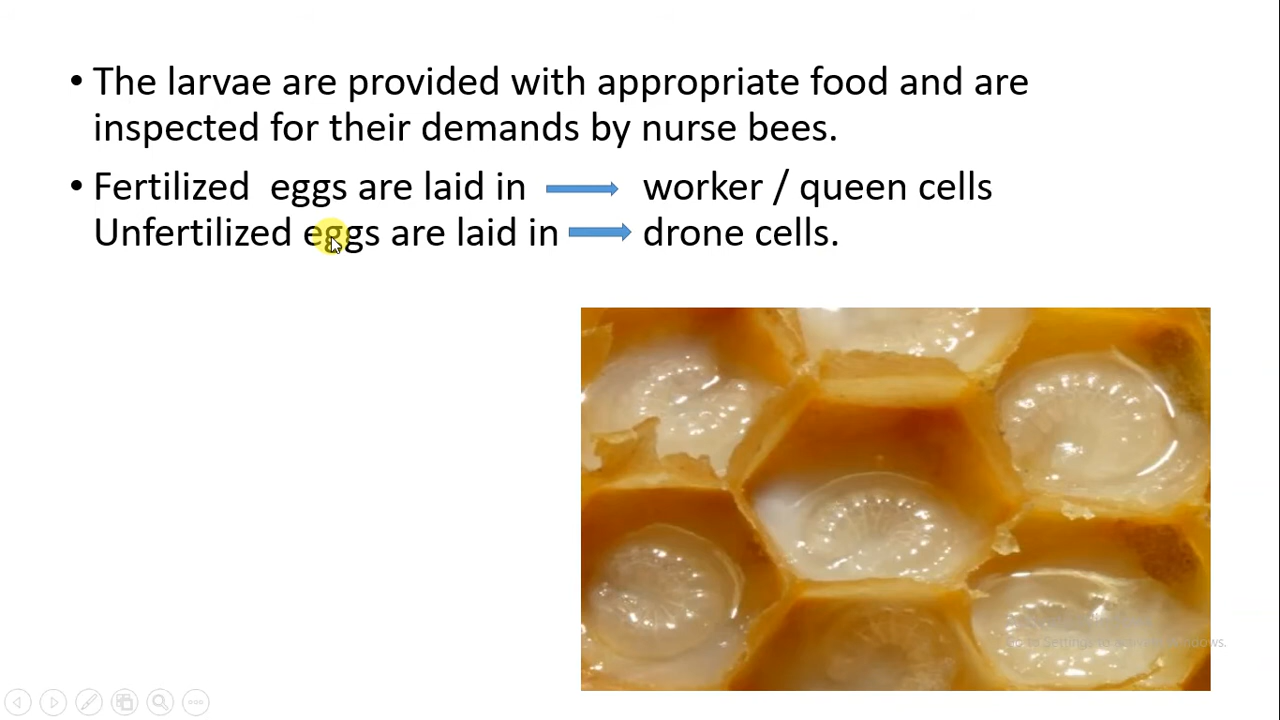 • The larvae are provided with appropriate food and are
inspected for their demands by nurse bees.
• Fertilized eggs are laid in worker / queen cells
Unfertilized eggs are laid in drone cells.